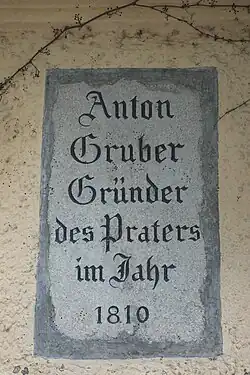 Anton
Gruber
Gründer
des Praters
im Jahr
1810